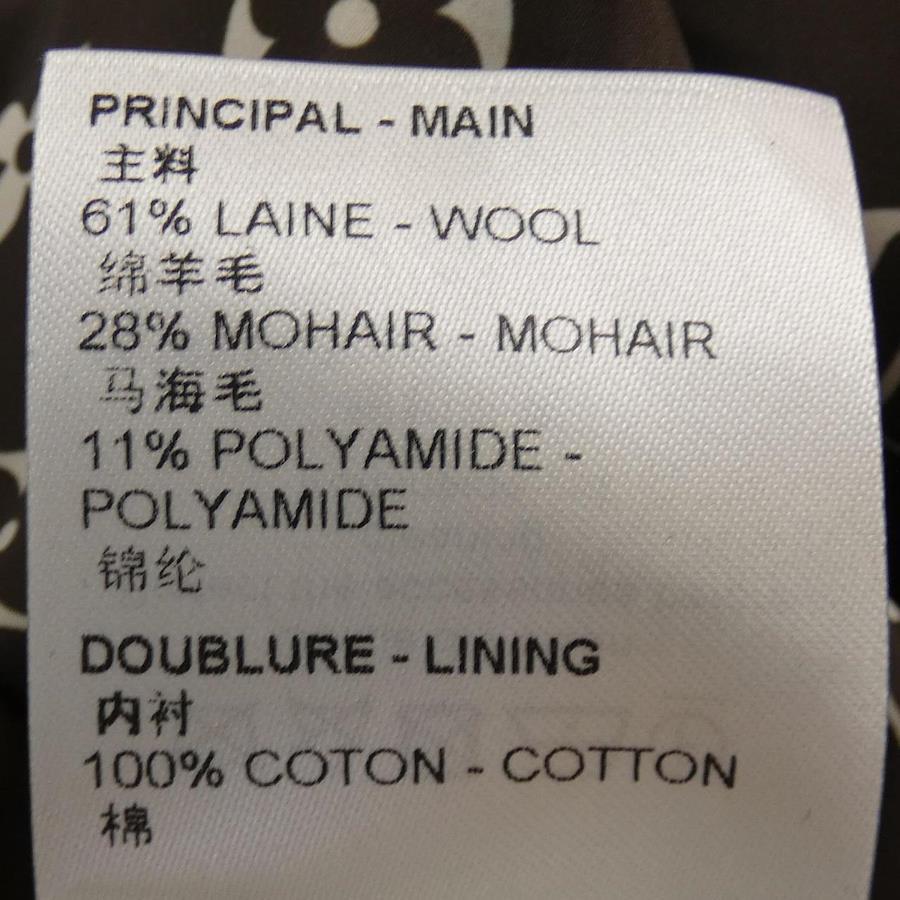 PRINCIPAL - MAIN
主料
61% LAINE - WOOL
绵羊毛
28% MOHAIR - MOHAIR
马海毛
11% POLYAMIDE -
POLYAMIDE
锦纶
DOUBLURE - LINING
内衬
100% COTON - COTTON
棉